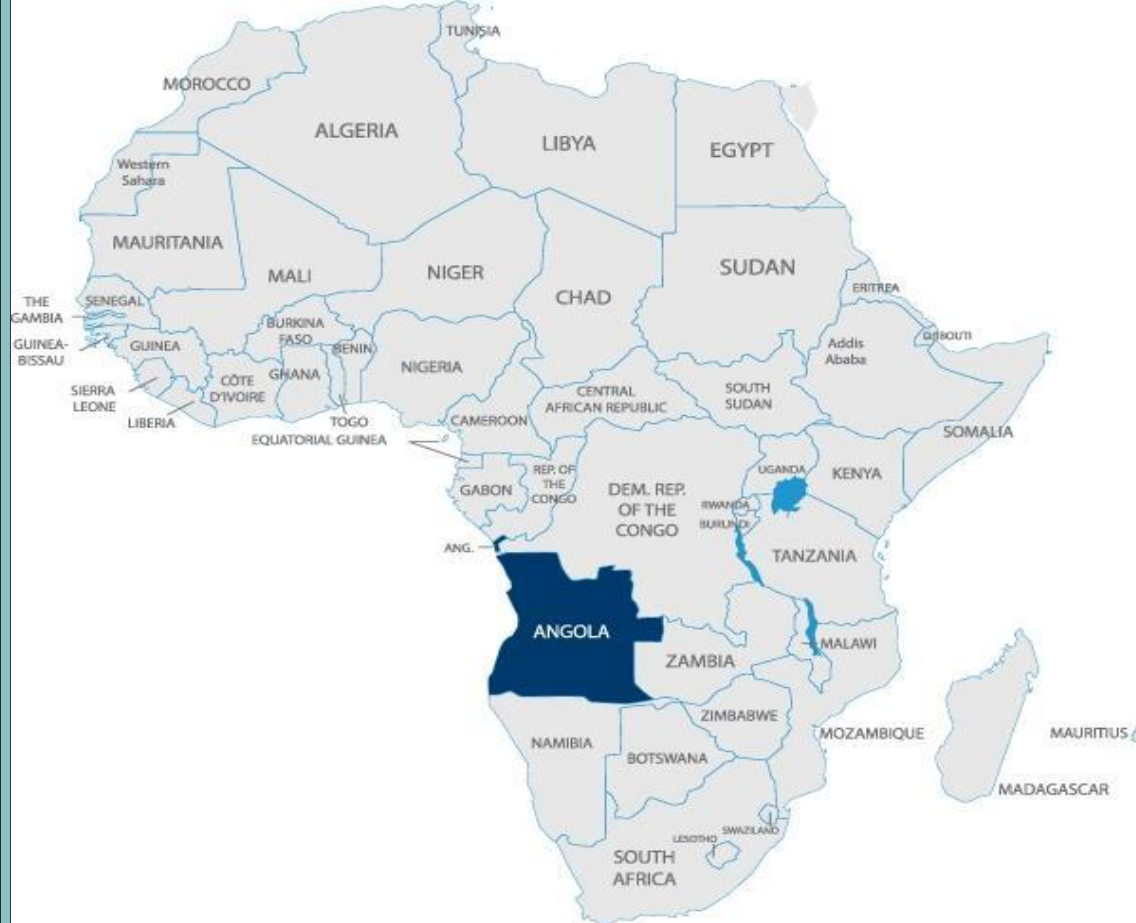 TUNISIA
MOROCCO
ALGERIA
LIBYA
EGYPT
Western
Sahara
MAURITANIA
MALI
NIGER
CHAD
SUDAN
ERITREA
THE
GAMBIA
SENEGAL
GUINEA-
BISSAU
GUINEA
BURKINA
FASO
BENIN
NIGERIA
DJIBOUTI
Addis
Ababa
SIERRA
LEONE
CÔTE
D'IVOIRE
GHANA
CENTRAL
AFRICAN REPUBLIC
SOUTH
SUDAN
LIBERIA
TOGO
EQUATORIAL GUINEA
CAMEROON
SOMALIA
GABON
REP. OF
THE
CONGO
DEM. REP.
OF THE
CONGO
UGANDA
KENYA
RWANDA
BURUNDI
ANG.
TANZANIA
ANGOLA
ZAMBIA
MALAWI
ZIMBABWE
MOZAMBIQUE
MAURITIUS
NAMIBIA
BOTSWANA
MADAGASCAR
LESOTHO
SWAZILAND
SOUTH
AFRICA